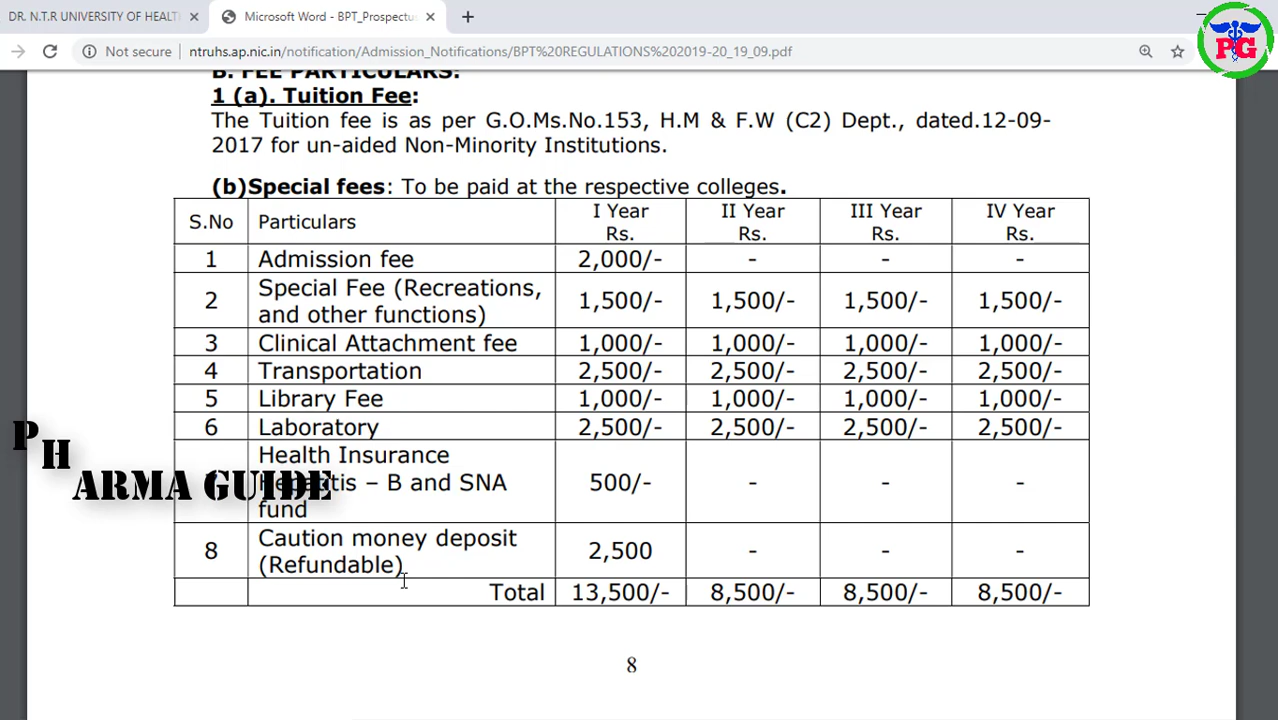 DR. N.T.R UNIVERSITY OF HEALT
Microsoft Word - BPT_Prospectus
Not secure ntruhs.ap.nic.in/notification/Admission_Notifications/BPT%20REGULATIONS%202019-20_19_09.pdf
PG
B. FEE PARTICULARS:
1 (a). Tuition Fee:
The Tuition fee is as per G.O.Ms.No.153, H.M & F.W (C2) Dept., dated.12-09-
2017 for un-aided Non-Minority Institutions.
(b)Special fees: To be paid at the respective colleges.
S.No Particulars I Year Rs. II Year Rs. III Year Rs. IV Year Rs.
1 Admission fee 2,000/- - - -
2 Special Fee (Recreations, and other functions) 1,500/- 1,500/- 1,500/- 1,500/-
3 Clinical Attachment fee 1,000/- 1,000/- 1,000/- 1,000/-
4 Transportation 2,500/- 2,500/- 2,500/- 2,500/-
5 Library Fee 1,000/- 1,000/- 1,000/- 1,000/-
6 Laboratory 2,500/- 2,500/- 2,500/- 2,500/-
Health Insurance
– B and SNA 500/- - - -
fund
8 Caution money deposit (Refundable) 2,500 - - -
Total 13,500/- 8,500/- 8,500/- 8,500/-
PHARMA GUIDE
8